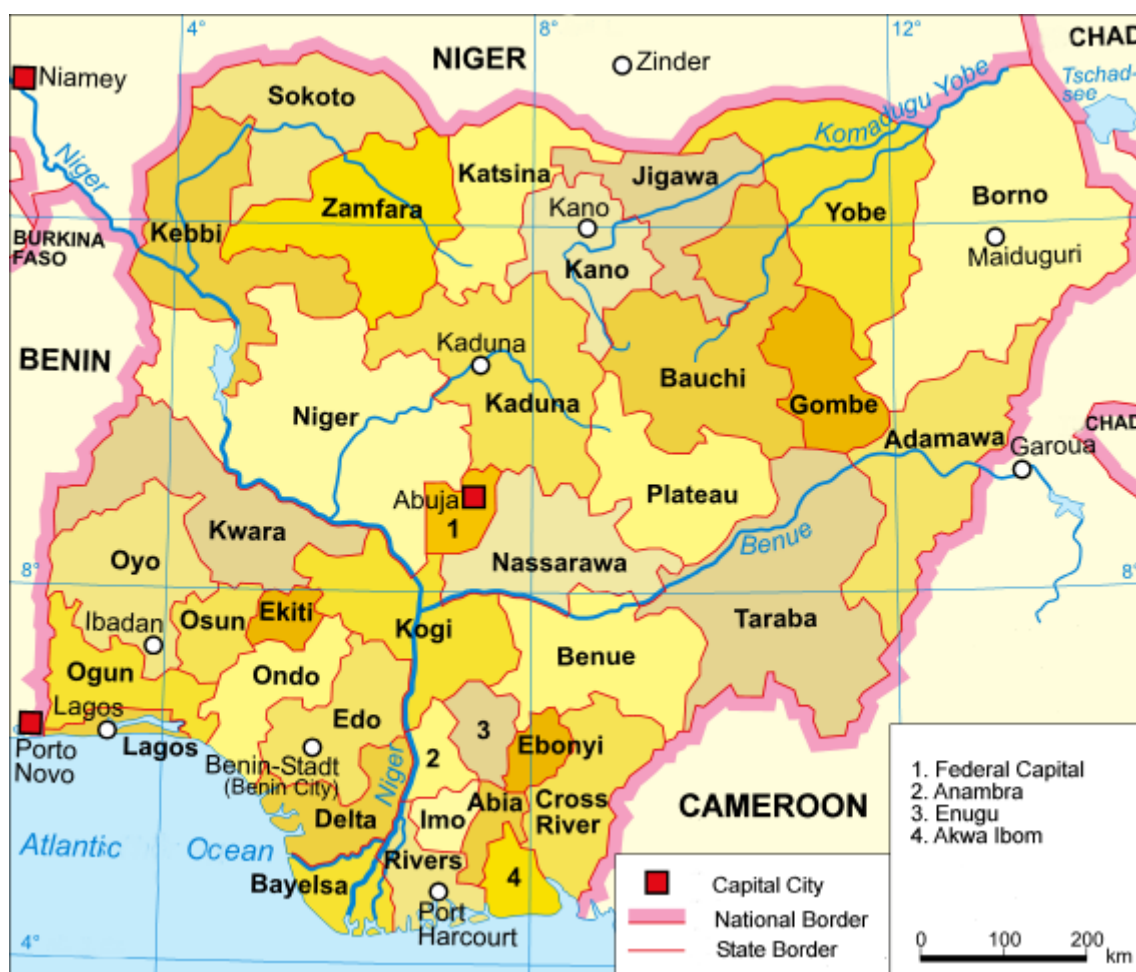 4°
8°
12°
CHAD
NIGER
Zinder
Niamey
Tschad-
see
Sokoto
Komadugu Yobe
Niger
Katsina
Jigawa
Zamfara
Kano
Yobe
Borno
Kebbi
BURKINA
FASO
Maiduguri
Kano
BENIN
Kaduna
Bauchi
Niger
Kaduna
Gombe
CHAD
Adamawa
Garoua
Abuja
Plateau
1
Kwara
Benue
Oyo
Nassarawa
8°
8°
Ibadan
Osun
Ekiti
Kogi
Taraba
Benue
Ogun
Ondo
Lagos
Edo
3
Porto
Novo
Lagos
Benin-Stadt
(Benin City)
Niger
2
Ebonyi
Delta
Imo
Abia
Cross
River
CAMEROON
Atlantic Ocean
Rivers
Bayelsa
4
Port
Harcourt
4°
1. Federal Capital
2. Anambra
3. Enugu
4. Akwa Ibom
Capital City
National Border
State Border
0 100 200
km